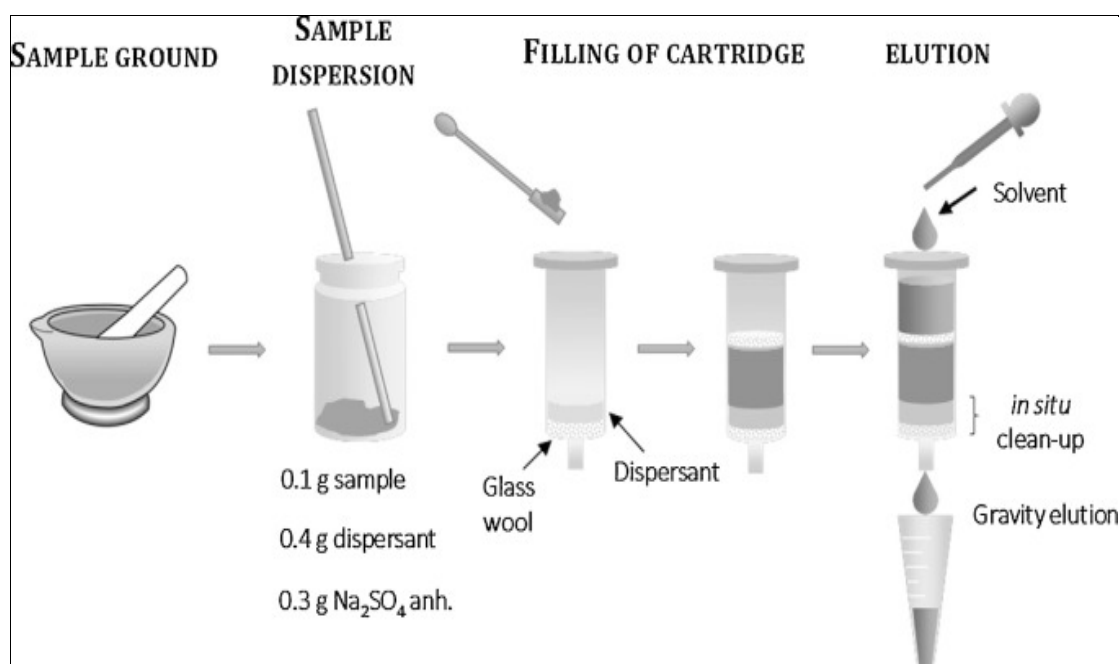 SAMPLE GROUND
SAMPLE
DISPERSION
FILLING OF CARTRIDGE
ELUTION
Solvent
in situ
clean-up
Dispersant
Glass
wool
Gravity elution
0.1 g sample
0.4 g dispersant
0.3 g Na₂SO₄ anh.